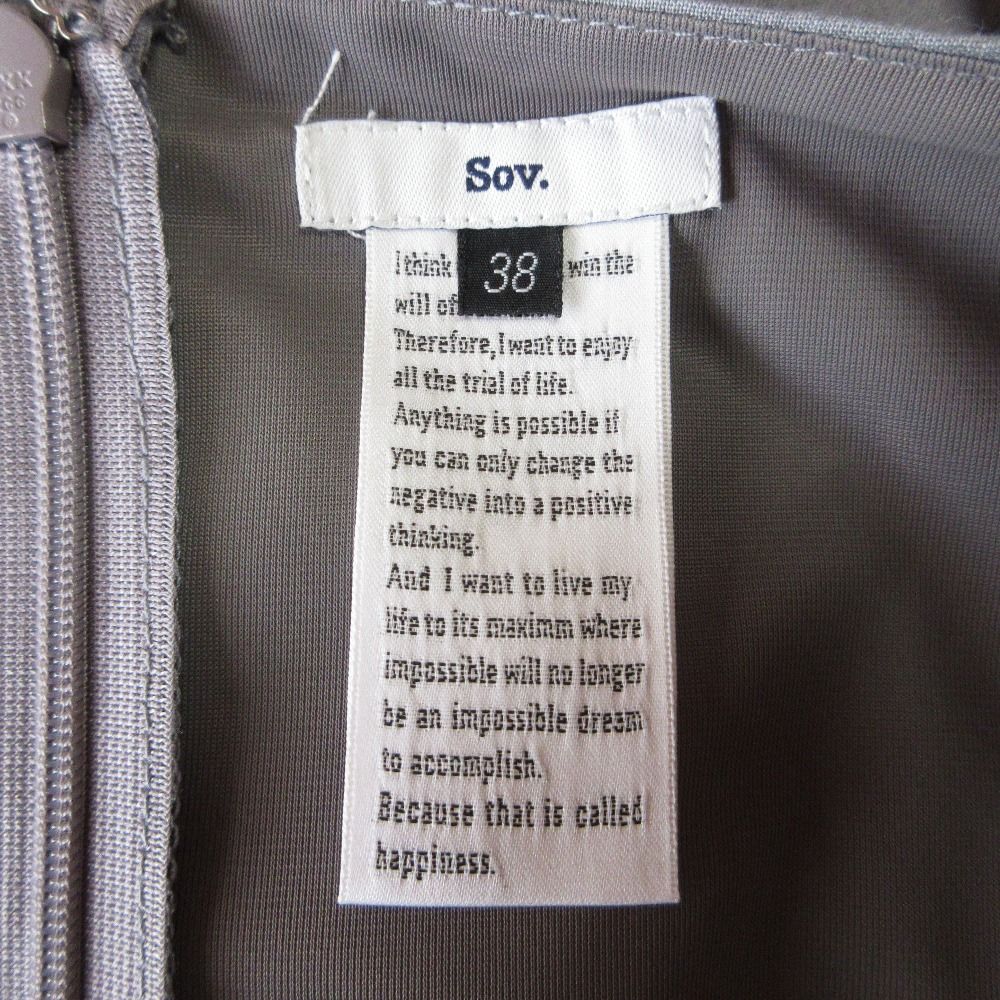 Sov.
38
I think win the
will of
Therefore, I want to enjoy
all the trial of life.
Anything is possible if
you can only change the
negative into a positive
thinking.
And I want to live my
life to its maximm where
impossible will no longer
be an impossible dream
to accomplish.
Because that is called
happiness.